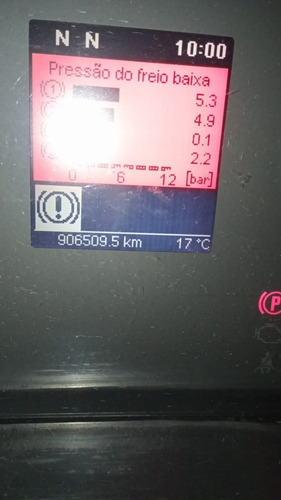 N N 10:00
Pressão do freio baixa
1 5.3
4.9
0.1
2.2
0 6 12 [bar]
906509.5 km 17 °C
P